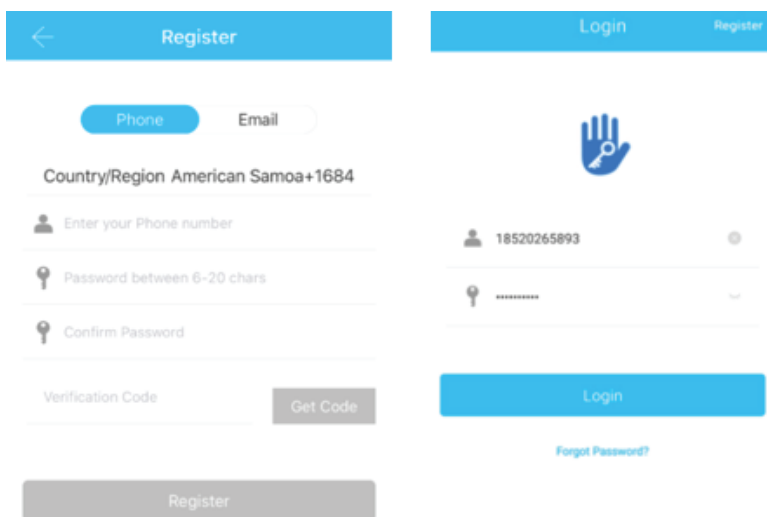 Register
Phone Email
Country/Region American Samoa+1684
Enter your Phone number
Password between 6-20 chars
Confirm Password
Verification Code Get Code
Register
Login Register
18520265893
••••••••••
Login
Forgot Password?